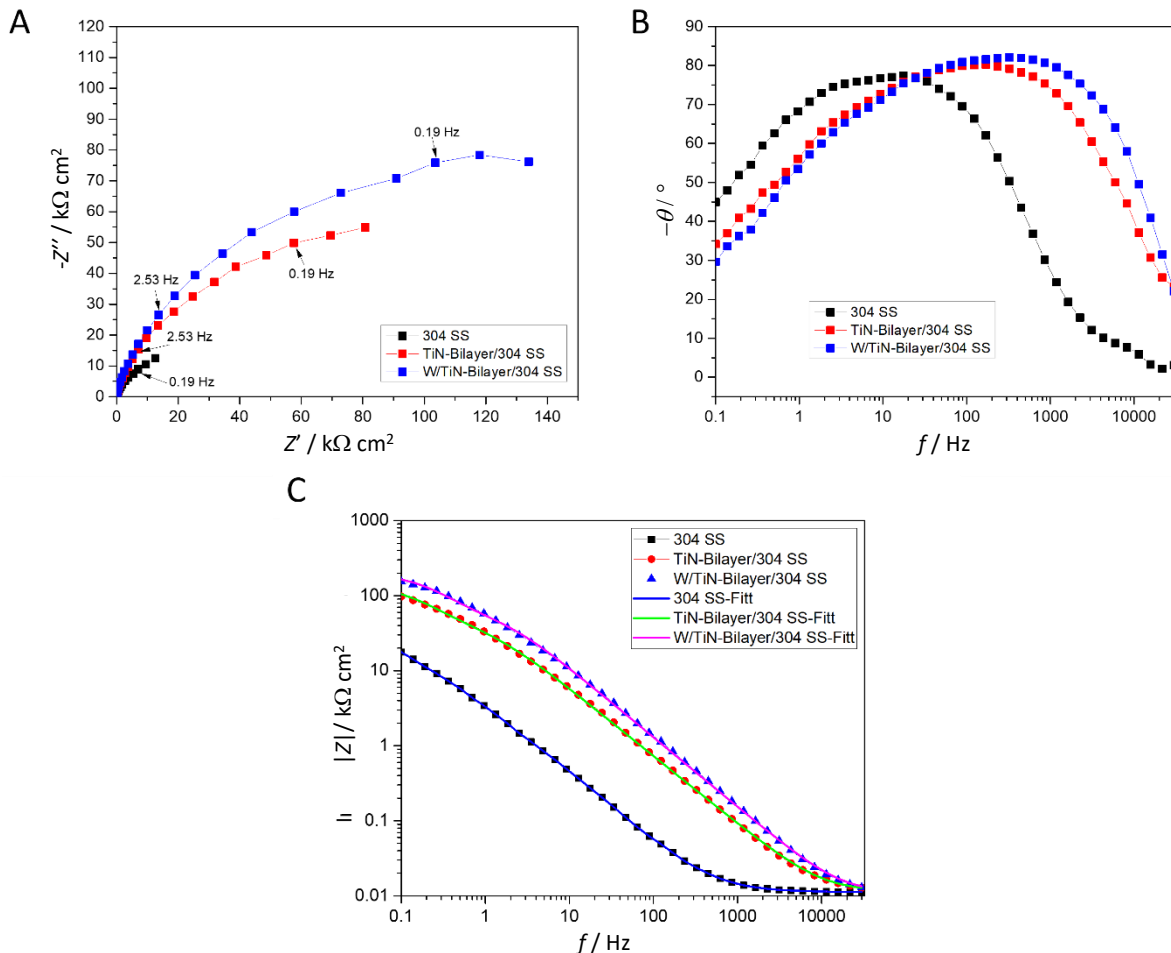 A
-Z'' / kΩ cm²
120
110
100
90
80
70
60
50
40
30
20
10
0
0.19 Hz
2.53 Hz
0.19 Hz
2.53 Hz
0.19 Hz
304 SS
TiN-Bilayer/304 SS
W/TiN-Bilayer/304 SS
0 20 40 60 80 100 120 140
Z' / kΩ cm²
B
−θ / °
90
80
70
60
50
40
30
20
10
0
304 SS
TiN-Bilayer/304 SS
W/TiN-Bilayer/304 SS
0.1 1 10 100 1000 10000
f / Hz
C
|Z| / kΩ cm²
1000
100
10
1
0.1
0.01
304 SS
TiN-Bilayer/304 SS
W/TiN-Bilayer/304 SS
304 SS-Fitt
TiN-Bilayer/304 SS-Fitt
W/TiN-Bilayer/304 SS-Fitt
0.1 1 10 100 1000 10000
f / Hz